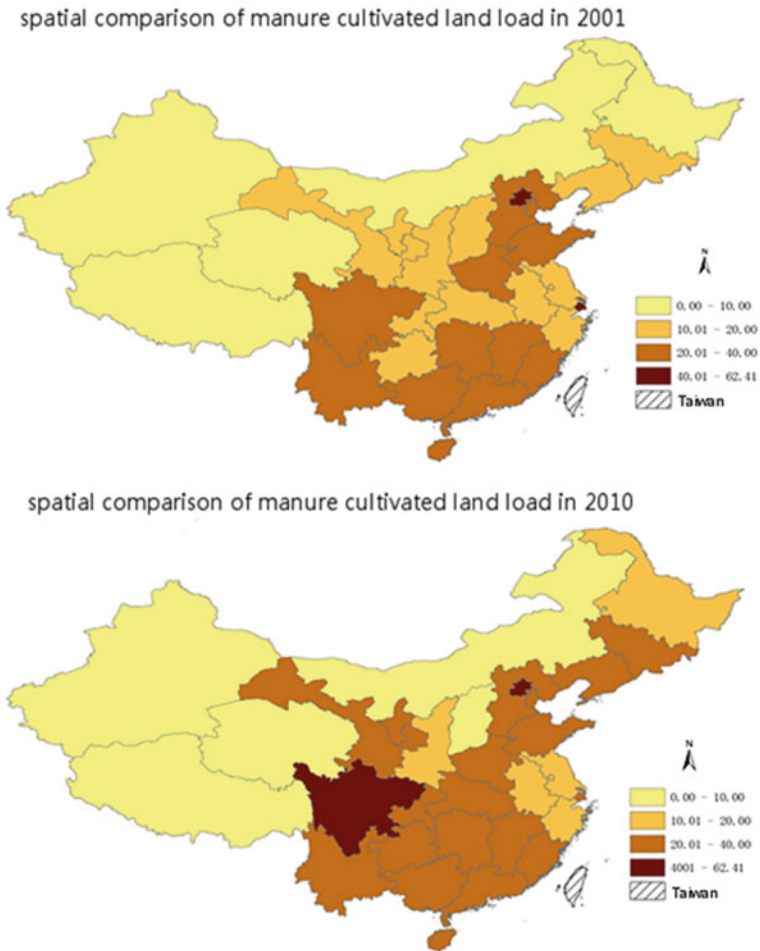 spatial comparison of manure cultivated land load in 2001
N
0.00 - 10.00
10.01 - 20.00
20.01 - 40.00
40.01 - 62.41
Taiwan
spatial comparison of manure cultivated land load in 2010
N
0.00 - 10.00
10.01 - 20.00
20.01 - 40.00
4001 - 62.41
Taiwan